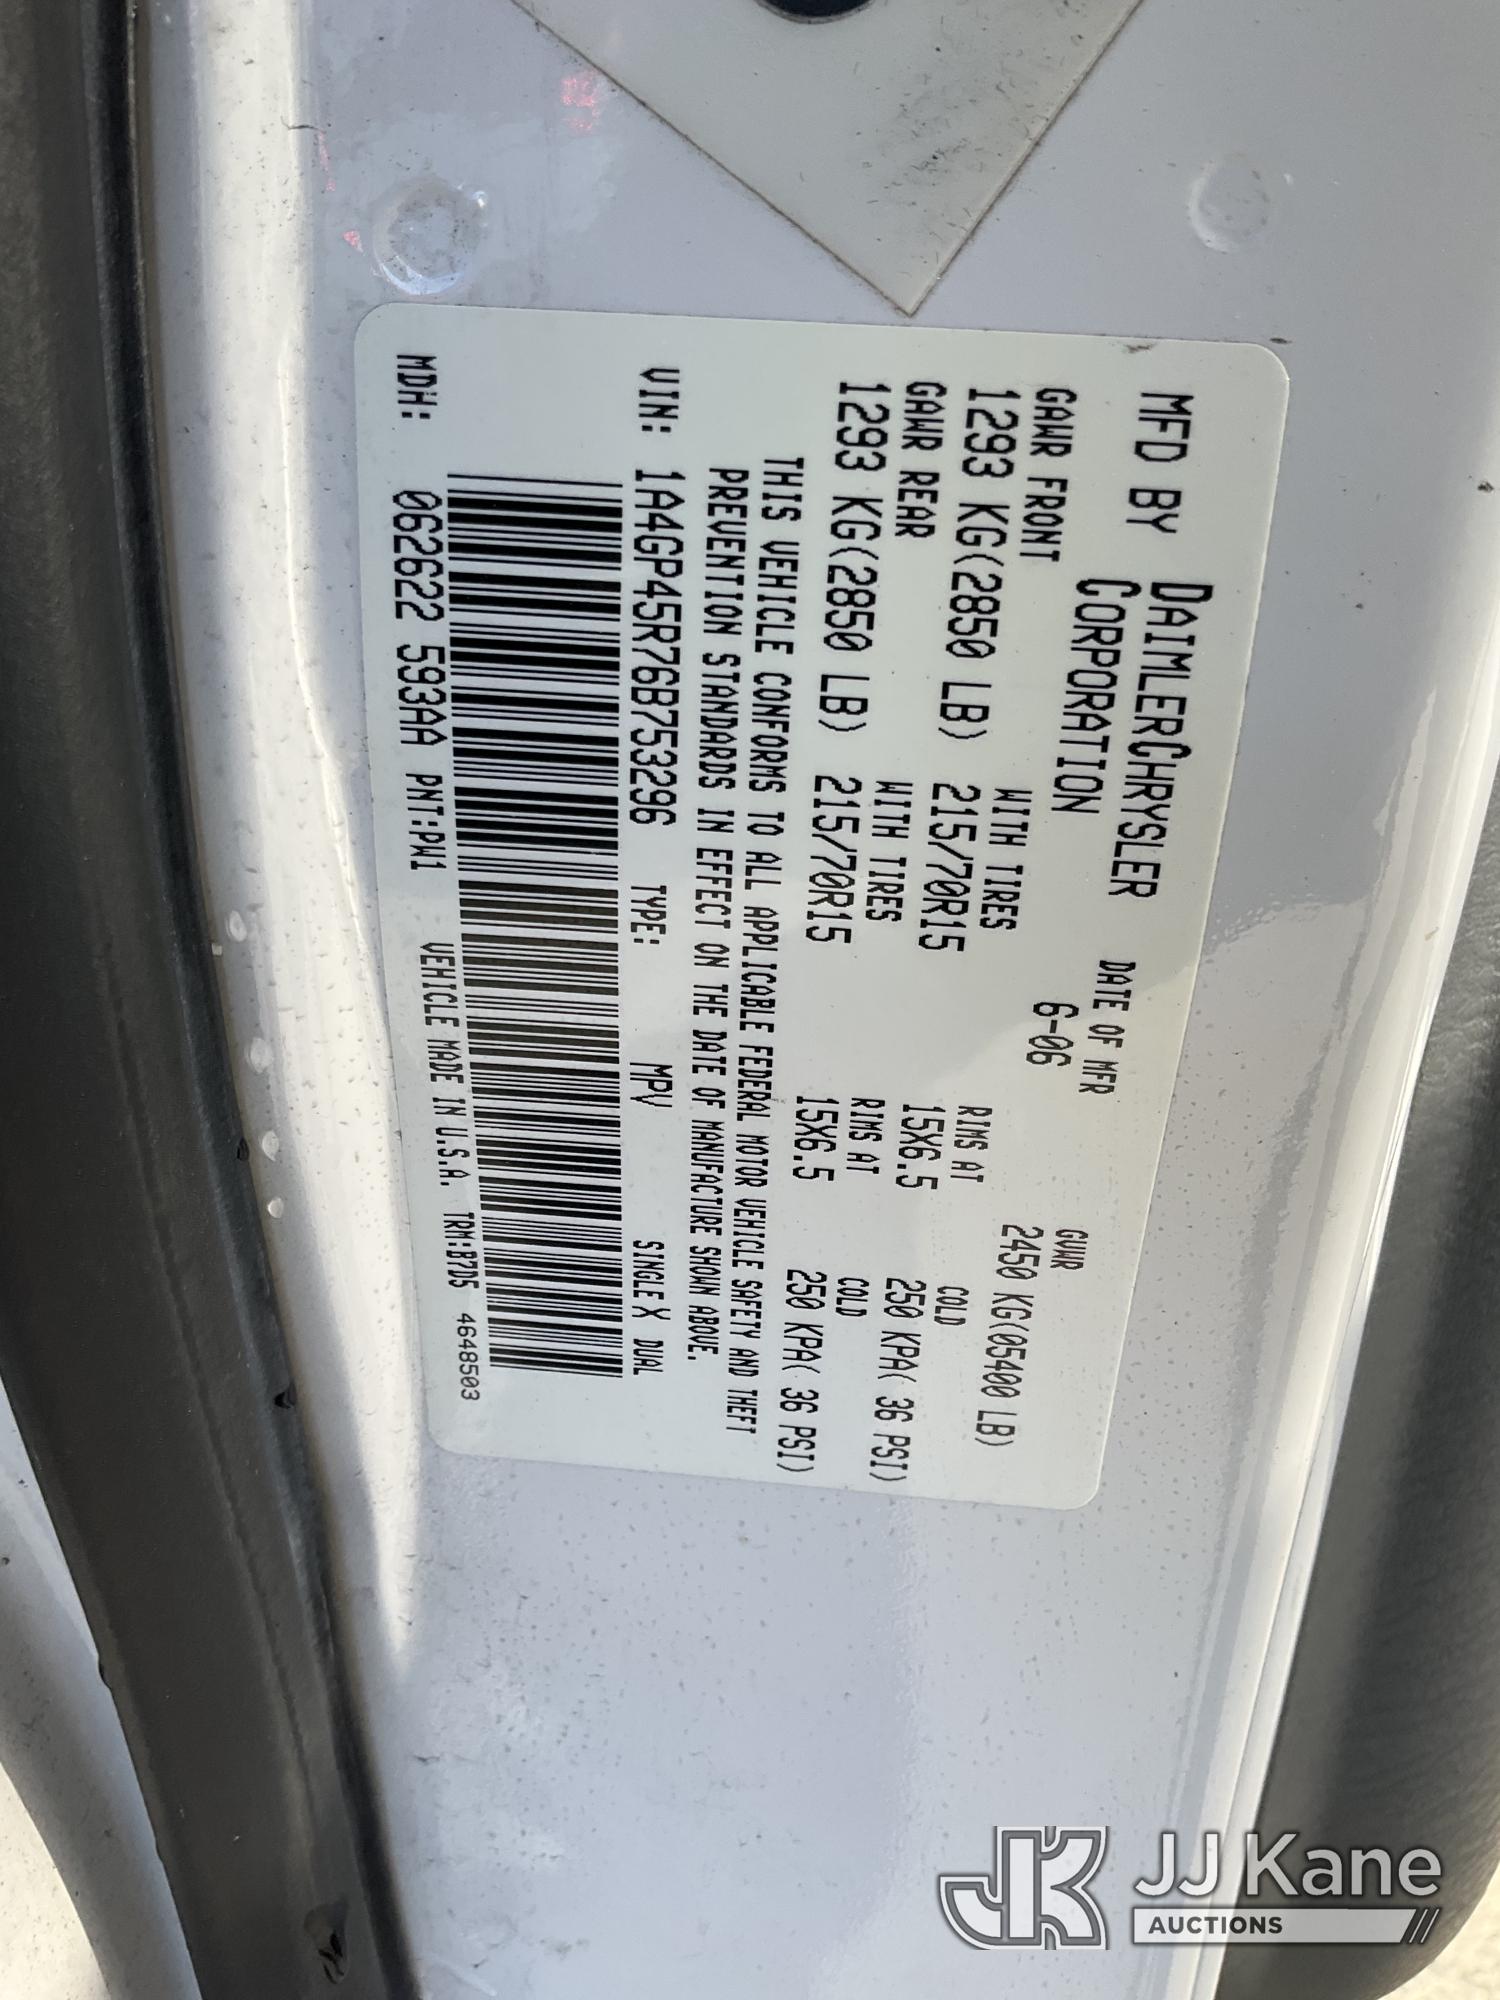 MFD BY DAIMLERCHRYSLER CORPORATION
DATE OF MFR 6-06
GVWR 2450 KG(05400 LB)
GAWR FRONT WITH TIRES RIMS AT COLD
1293 KG(2850 LB) 215/70R15 15X6.5 250 KPA( 36 PSI)
GAWR REAR WITH TIRES RIMS AT COLD
1293 KG(2850 LB) 215/70R15 15X6.5 250 KPA( 36 PSI)
THIS VEHICLE CONFORMS TO ALL APPLICABLE FEDERAL MOTOR VEHICLE SAFETY AND THEFT
PREVENTION STANDARDS IN EFFECT ON THE DATE OF MANUFACTURE SHOWN ABOVE.
VIN: 1A4GP45R76B753296 TYPE: MPV SINGLE X DUAL
MDH: 062622 593AA PNT:PW1 VEHICLE MADE IN U.S.A. TRM:B7D5 4648503
JK JJ Kane
AUCTIONS